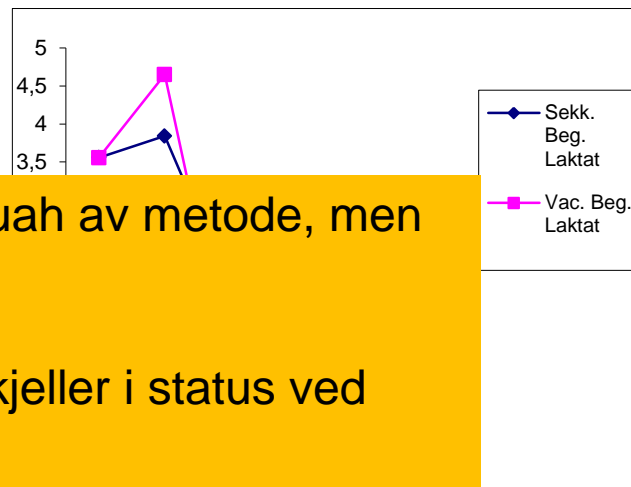 5
4,5
4
3,5
Sekk.
Beg.
Laktat
Vac. Beg.
Laktat
uah av metode, men
kjeller i status ved